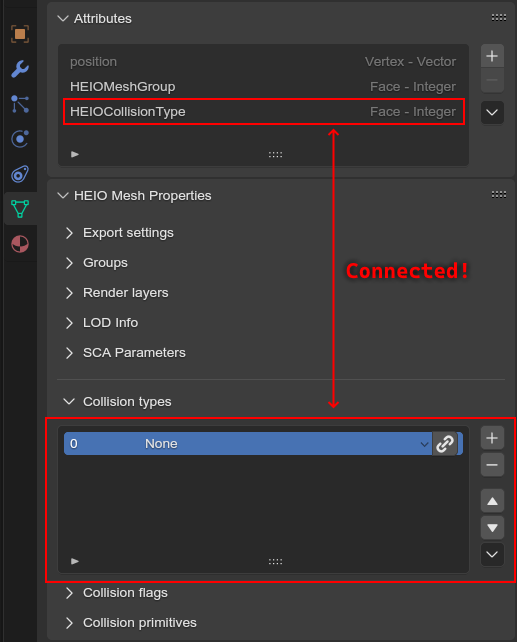 Attributes
position Vertex - Vector
HEIOMeshGroup Face - Integer
HEIOCollisionType Face - Integer
HEIO Mesh Properties
Export settings
Groups
Connected!
Render layers
LOD Info
SCA Parameters
Collision types
0 None
Collision flags
Collision primitives